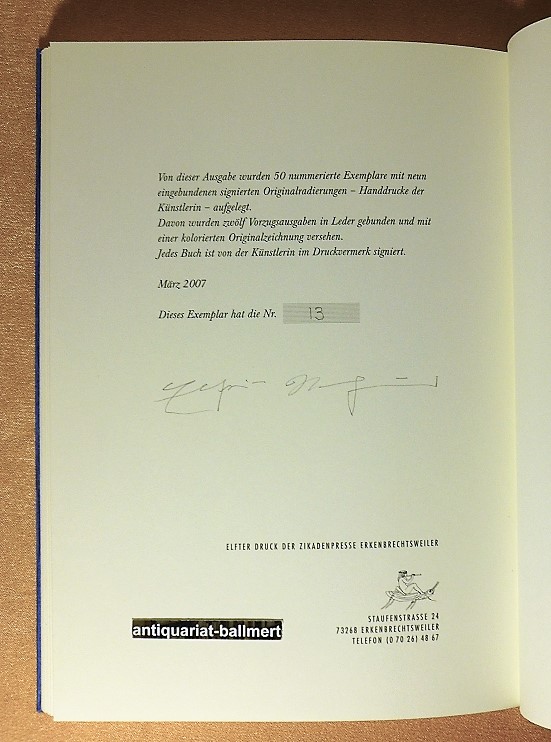 Von dieser Ausgabe wurden 50 nummerierte Exemplare mit neun
eingebundenen signierten Originalradierungen – Handdrucke der
Künstlerin – aufgelegt.
Davon wurden zwölf Vorzugsausgaben in Leder gebunden und mit
einer kolorierten Originalzeichnung versehen.
Jedes Buch ist von der Künstlerin im Druckvermerk signiert.
März 2007
Dieses Exemplar hat die Nr. 13
ELFTER DRUCK DER ZIKADENPRESSE ERKENBRECHTSWEILER
STAUFENSTRASSE 24
73268 ERKENBRECHTSWEILER
TELEFON (0 70 26) 48 67
antiquariat-ballmert